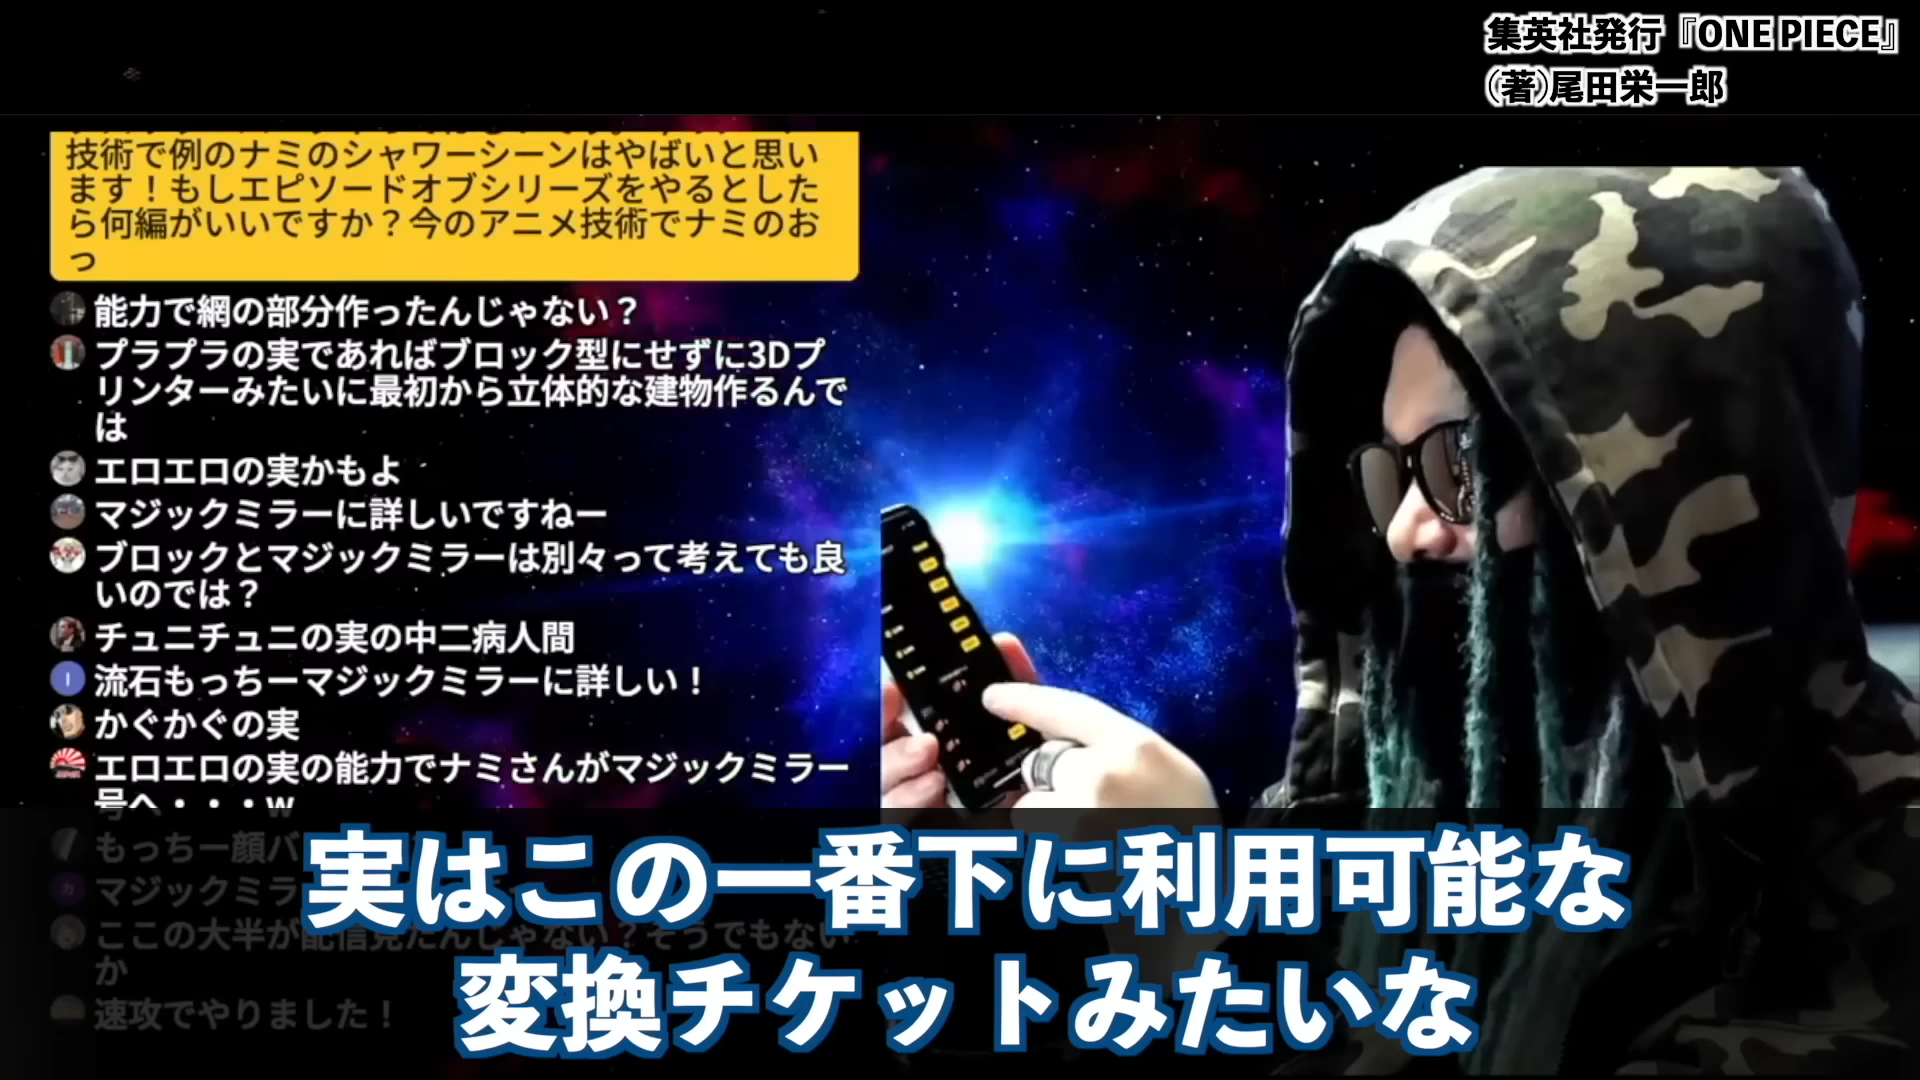 集英社発行『ONE PIECE』
(著)尾田栄一郎
技術で例のナミのシャワーシーンはやばいと思い
ます！もしエピソードオブシリーズをやるとした
ら何編がいいですか？今のアニメ技術でナミのお
っ
能力で網の部分作ったんじゃない？
プラプラの実であればブロック型にせずに3Dプ
リンターみたいに最初から立体的な建物作るんで
は
エロエロの実かもよ
マジックミラーに詳しいですねー
ブロックとマジックミラーは別々って考えても良
いのでは？
チュニチュニの実の中二病人間
流石もっちーマジックミラーに詳しい！
かぐかぐの実
エロエロの実の能力でナミさんがマジックミラー
号へ・・・w
もっちー顔バ
マジックミラ
ここの大半が配信見たんじゃない？そうでもない
か
速攻でやりました！
実はこの一番下に利用可能な
変換チケットみたいな